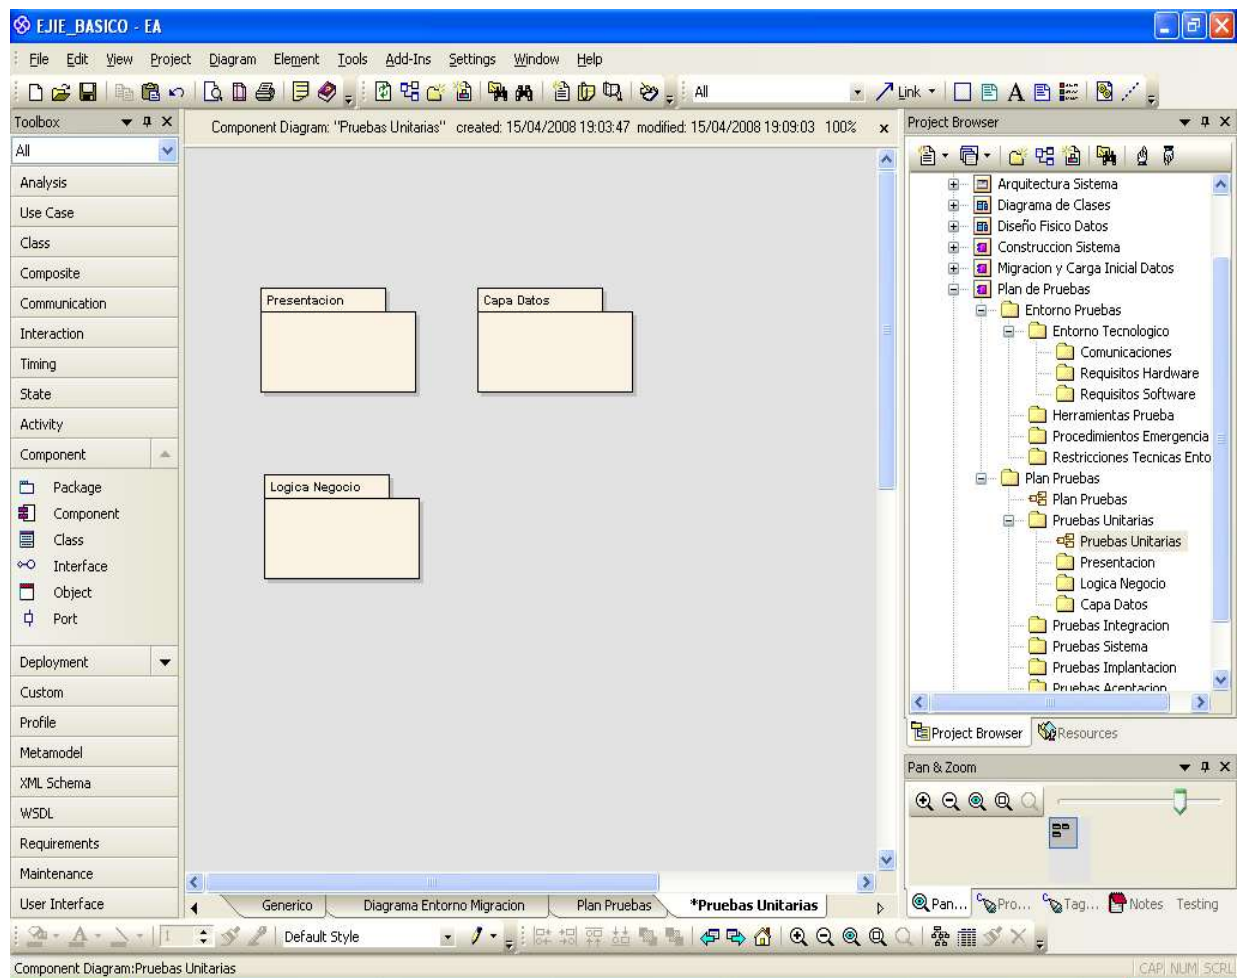 EJIE_BASICO - EA
File Edit View Project Diagram Element Tools Add-Ins Settings Window Help
All
Link
Toolbox
Component Diagram: "Pruebas Unitarias" created: 15/04/2008 19:03:47 modified: 15/04/2008 19:09:03 100%
Project Browser
All
Analysis
Use Case
Class
Composite
Communication
Interaction
Timing
State
Activity
Component
Package
Component
Class
Interface
Object
Port
Deployment
Custom
Profile
Metamodel
XML Schema
WSDL
Requirements
Maintenance
User Interface
Presentacion
Capa Datos
Logica Negocio
Arquitectura Sistema
Diagrama de Clases
Diseño Fisico Datos
Construccion Sistema
Migracion y Carga Inicial Datos
Plan de Pruebas
Entorno Pruebas
Entorno Tecnologico
Comunicaciones
Requisitos Hardware
Requisitos Software
Herramientas Prueba
Procedimientos Emergencia
Restricciones Tecnicas Ento
Plan Pruebas
Plan Pruebas
Pruebas Unitarias
Pruebas Unitarias
Presentacion
Logica Negocio
Capa Datos
Pruebas Integracion
Pruebas Sistema
Pruebas Implantacion
Pruebas Aceptacion
Project Browser Resources
Pan & Zoom
Pan... Pro... Tag... Notes Testing
Generico Diagrama Entorno Migracion Plan Pruebas *Pruebas Unitarias
1 Default Style
Component Diagram:Pruebas Unitarias
CAP NUM SCRL